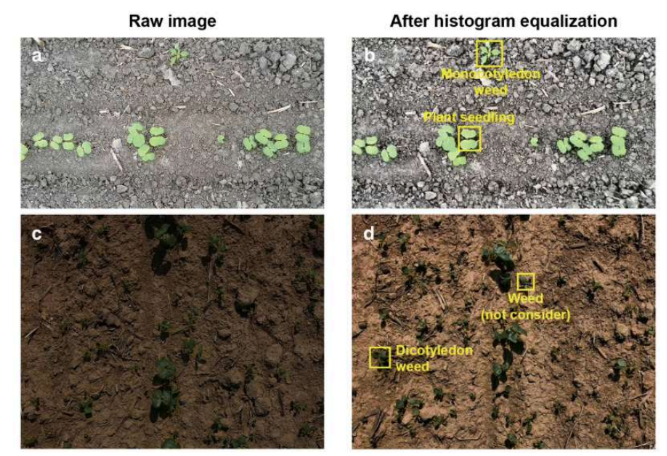 Raw image
After histogram equalization
a
b
Monocotyledon
weed
Plant seedling
c
d
Weed
(not consider)
Dicotyledon
weed